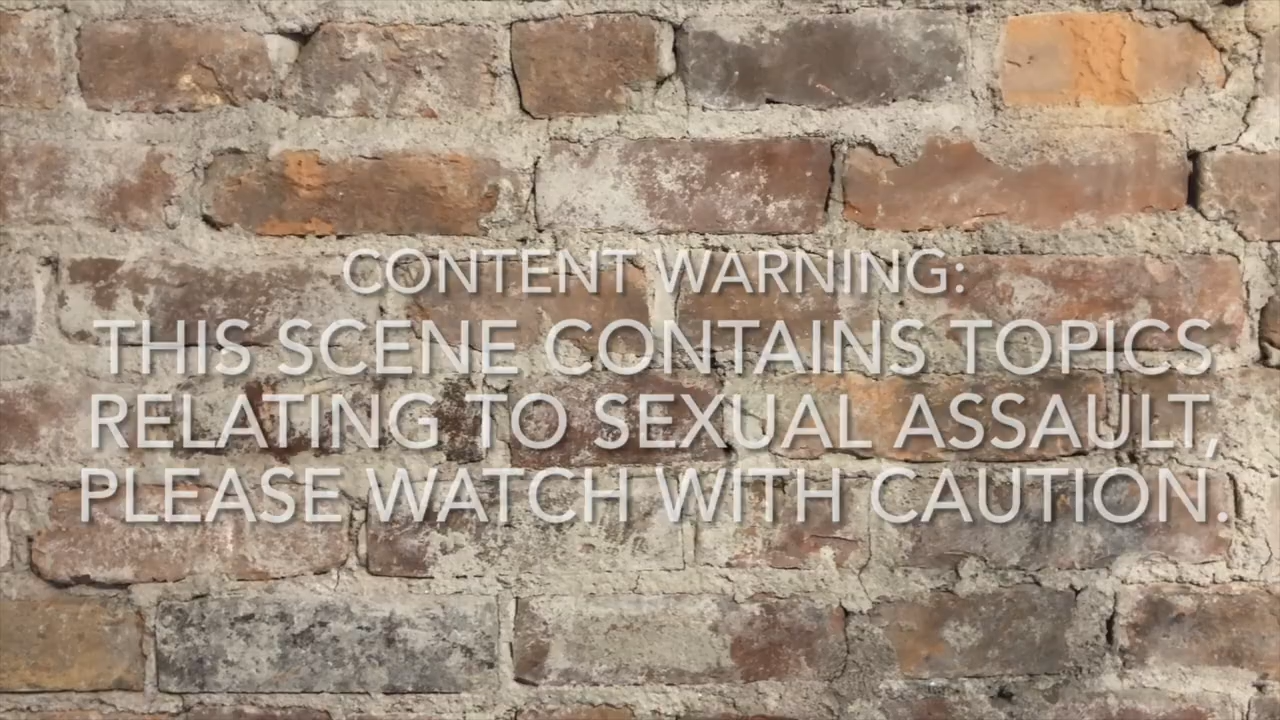 CONTENT WARNING:
THIS SCENE CONTAINS TOPICS
RELATING TO SEXUAL ASSAULT,
PLEASE WATCH WITH CAUTION.